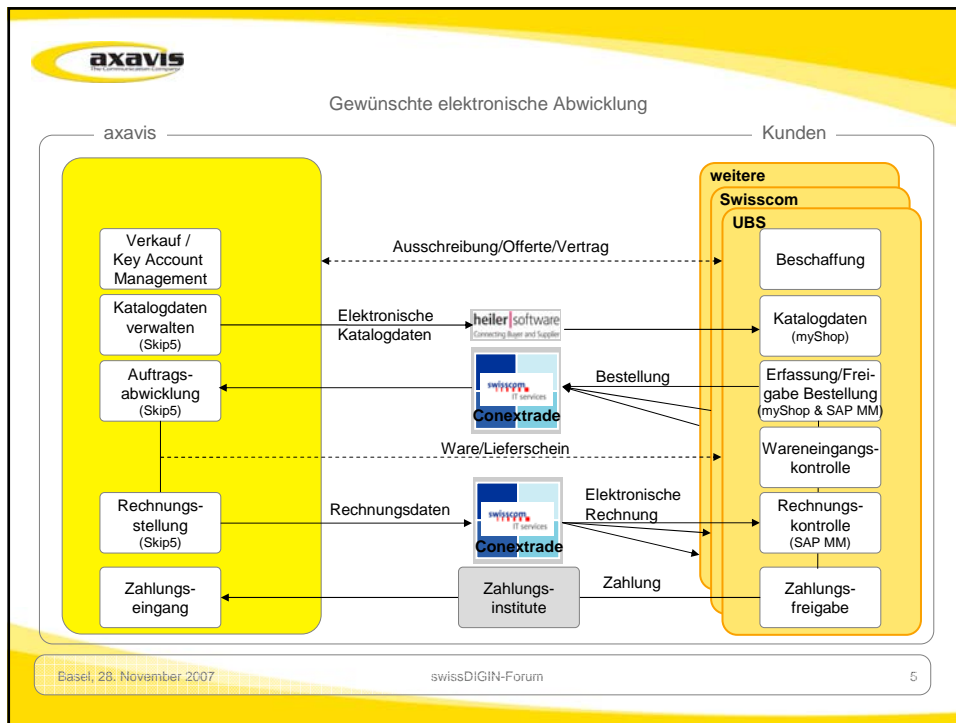 axavis
The Communication Company
Gewünschte elektronische Abwicklung
axavis
Kunden
weitere
Swisscom
UBS
Verkauf /
Key Account
Management
Ausschreibung/Offerte/Vertrag
Beschaffung
Katalogdaten
verwalten
(Skip5)
Elektronische
Katalogdaten
heiler|software
Connecting Buyer and Supplier
Katalogdaten
(myShop)
Auftrags-
abwicklung
(Skip5)
swisscom
IT services
Conextrade
Bestellung
Erfassung/Frei-
gabe Bestellung
(myShop & SAP MM)
Ware/Lieferschein
Wareneingangs-
kontrolle
Rechnungs-
stellung
(Skip5)
Rechnungsdaten
swisscom
IT services
Conextrade
Elektronische
Rechnung
Rechnungs-
kontrolle
(SAP MM)
Zahlungs-
eingang
Zahlungs-
institute
Zahlung
Zahlungs-
freigabe
Basel, 28. November 2007
swissDIGIN-Forum
5